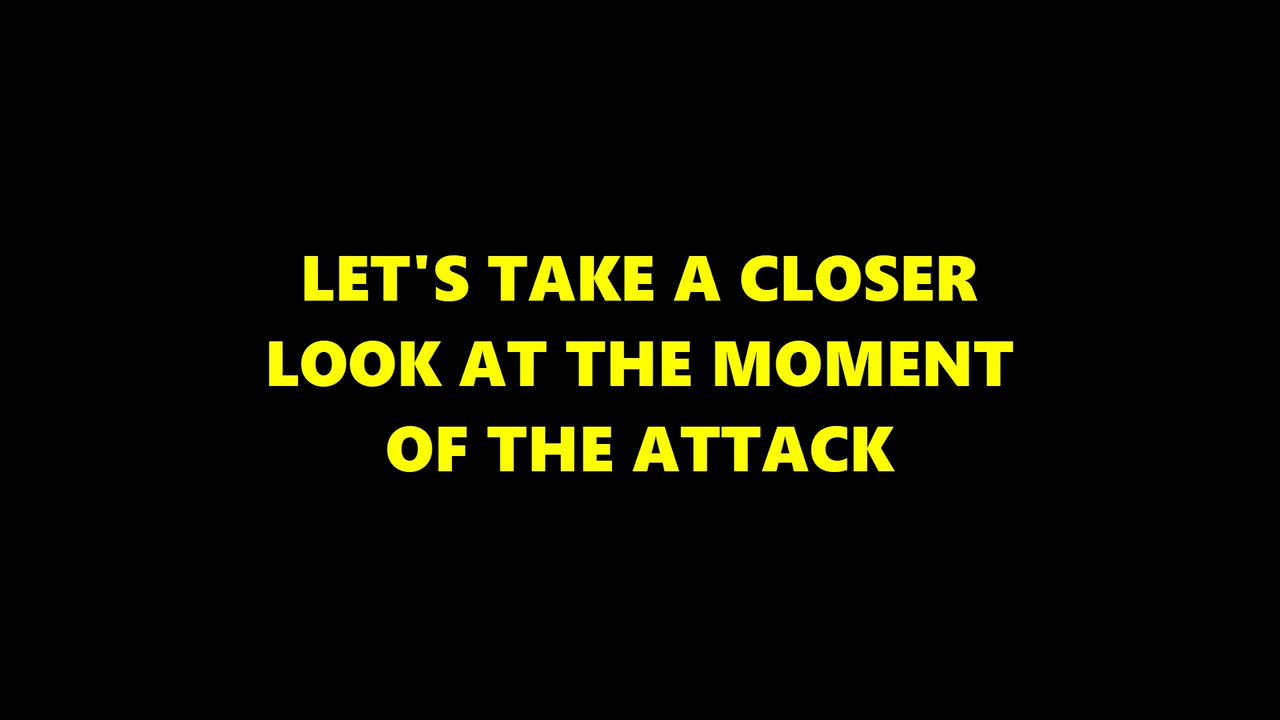 LET'S TAKE A CLOSER
LOOK AT THE MOMENT
OF THE ATTACK